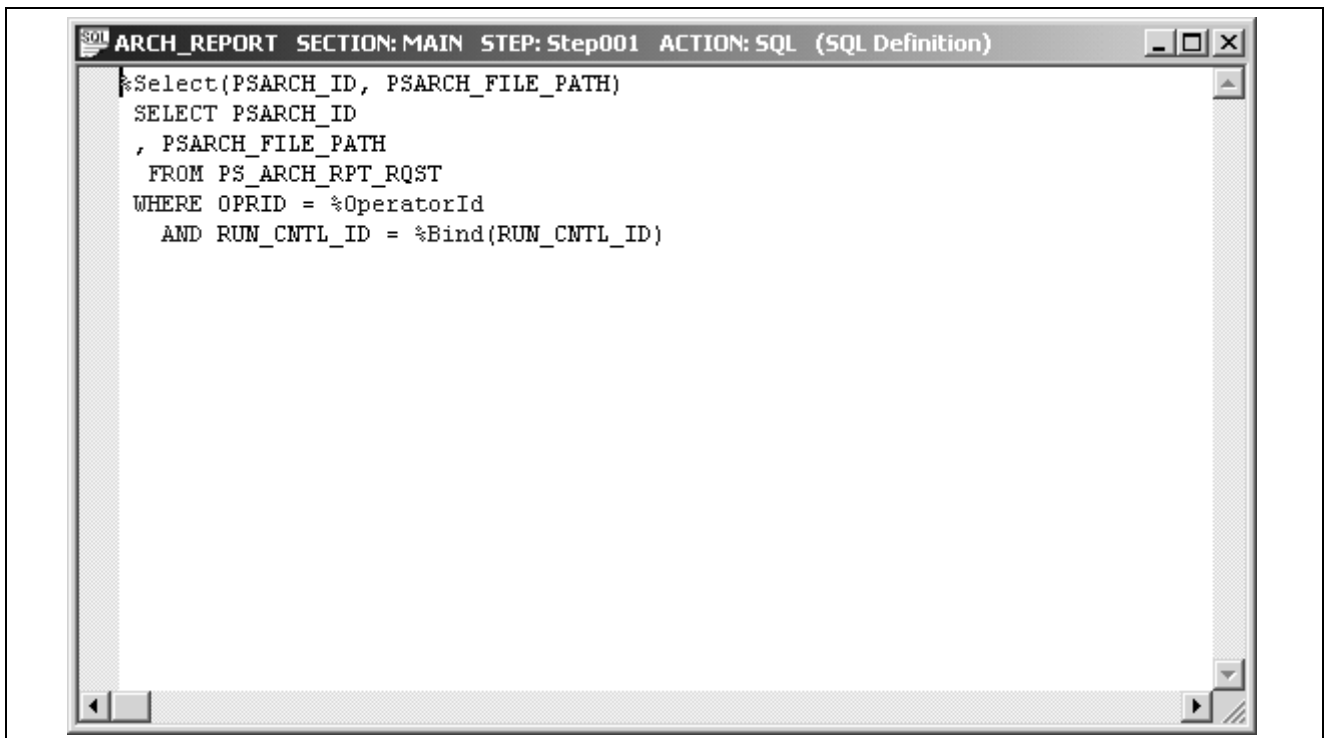 SQL ARCH_REPORT SECTION: MAIN STEP: Step001 ACTION: SQL (SQL Definition)
%Select(PSARCH_ID, PSARCH_FILE_PATH)
SELECT PSARCH_ID
, PSARCH_FILE_PATH
FROM PS_ARCH_RPT_RQST
WHERE OPRID = %OperatorId
AND RUN_CNTL_ID = %Bind(RUN_CNTL_ID)